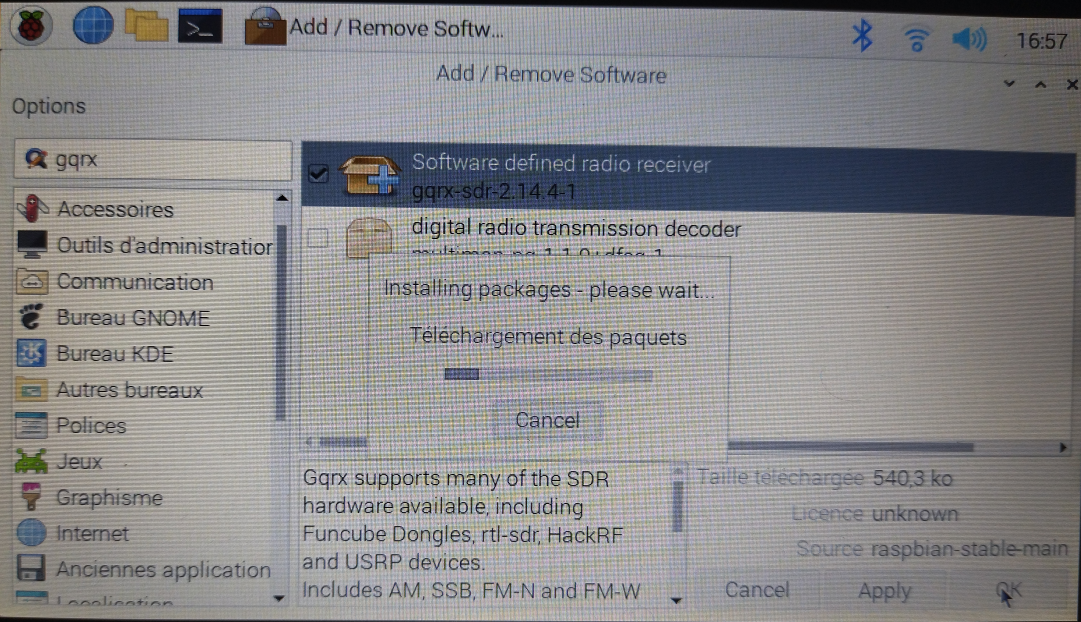 Add / Remove Softw...
16:57
Add / Remove Software
Options
gqrx
Accessoires
Outils d'administration
Communication
Bureau GNOME
Bureau KDE
Autres bureaux
Polices
Jeux
Graphisme
Internet
Anciennes application
Software defined radio receiver
gqrx-sdr-2.14.4-1
digital radio transmission decoder
Installing packages - please wait...
Téléchargement des paquets
Cancel
Gqrx supports many of the SDR
hardware available, including
Funcube Dongles, rtl-sdr, HackRF
and USRP devices.
Includes AM, SSB, FM-N and FM-W
Taille téléchargée 540,3 ko
Licence unknown
Source raspbian-stable-main
Cancel
Apply
OK